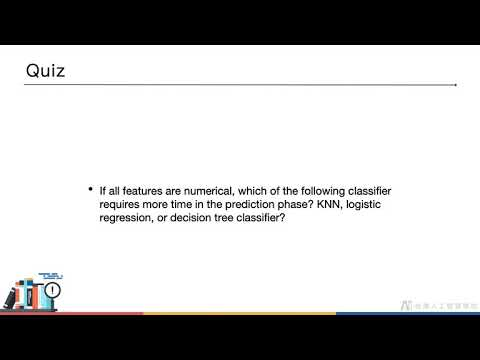 Quiz
• If all features are numerical, which of the following classifier
requires more time in the prediction phase? KNN, logistic
regression, or decision tree classifier?